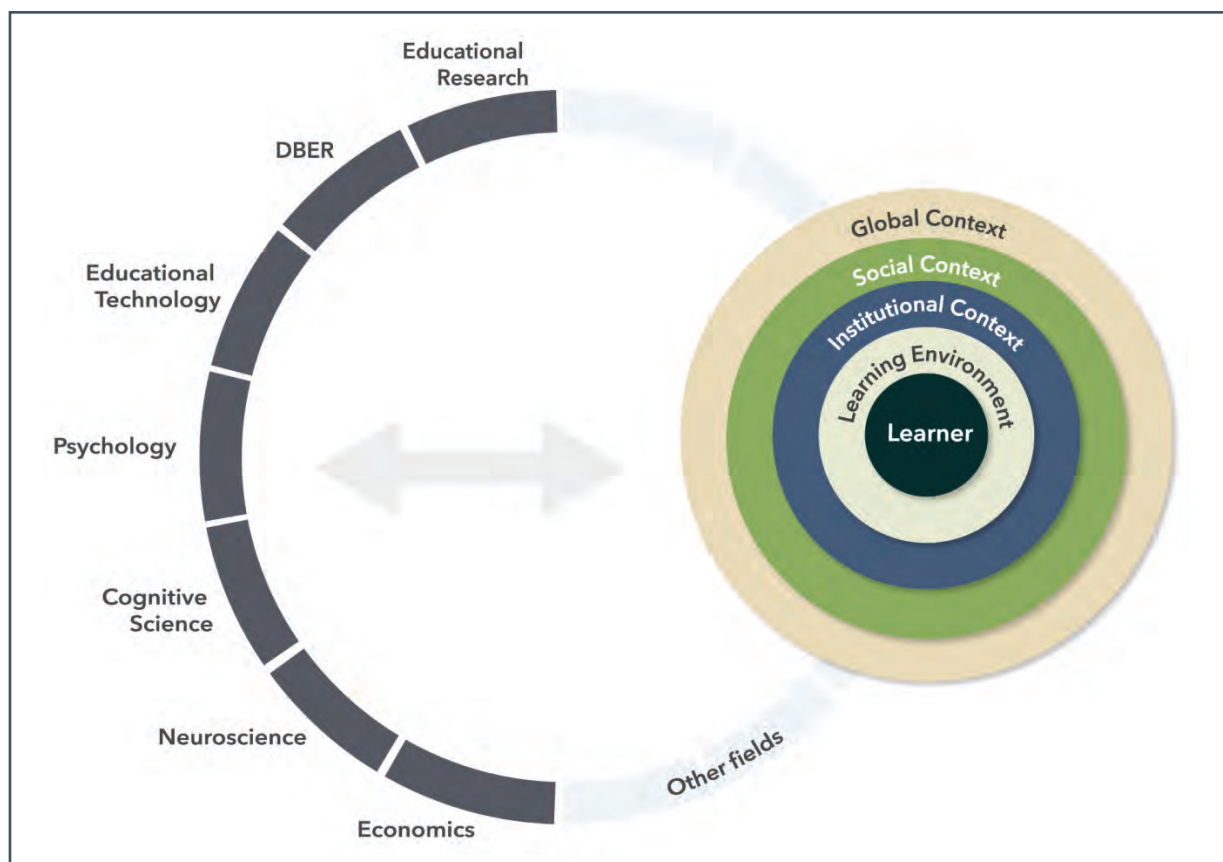 Educational
Research
DBER
Educational
Technology
Psychology
Cognitive
Science
Neuroscience
Economics
Other fields
Global Context
Social Context
Institutional Context
Learning Environment
Learner